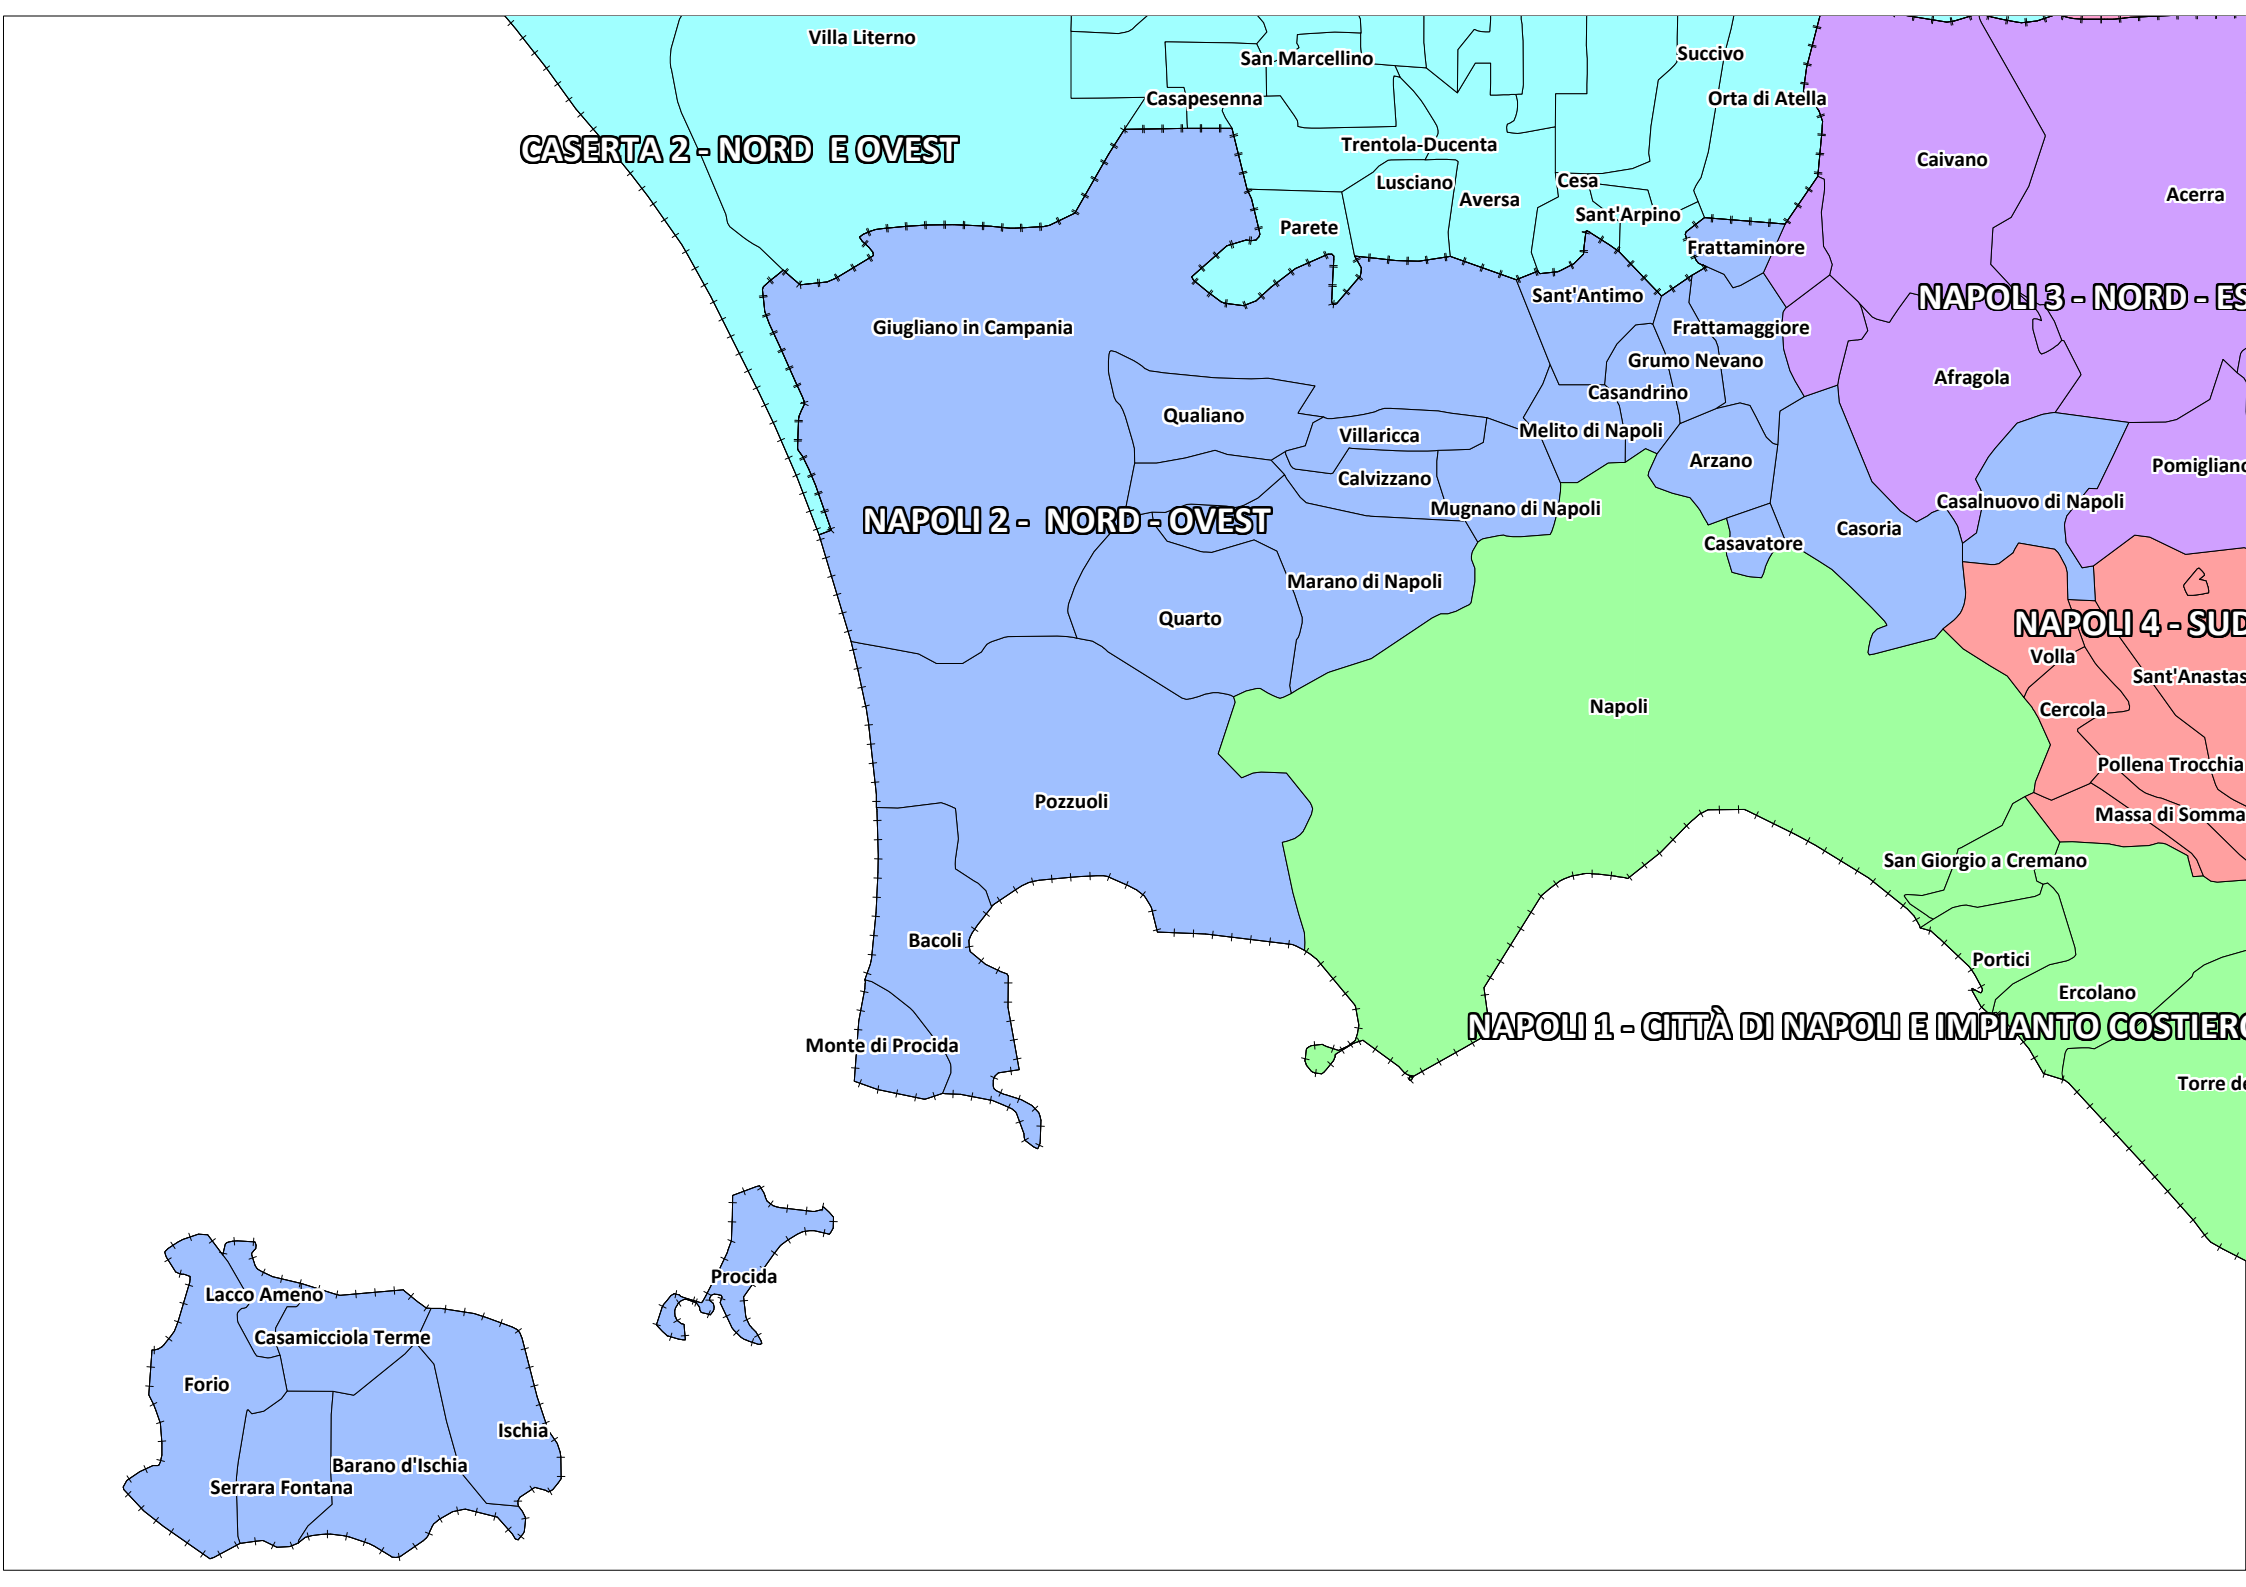 Villa Literno
San Marcellino
Succivo
Casapesenna
Orta di Atella
CASERTA 2 - NORD  E OVEST
Trentola-Ducenta
Caivano
Lusciano
Cesa
Acerra
Aversa
Sant'Arpino
Parete
Frattaminore
Sant'Antimo
NAPOLI 3 - NORD - ES
Giugliano in Campania
Frattamaggiore
Grumo Nevano
Afragola
Casandrino
Qualiano
Villaricca
Melito di Napoli
Arzano
Pomigliano
Calvizzano
Casalnuovo di Napoli
Mugnano di Napoli
NAPOLI 2 -  NORD - OVEST
Casoria
Casavatore
Marano di Napoli
Quarto
NAPOLI 4 - SUD
Volla
Sant'Anastas
Napoli
Cercola
Pollena Trocchia
Pozzuoli
Massa di Somma
San Giorgio a Cremano
Bacoli
Portici
Ercolano
NAPOLI 1 - CITTÀ DI NAPOLI E IMPIANTO COSTIERO
Monte di Procida
Torre de
Procida
Lacco Ameno
Casamicciola Terme
Forio
Ischia
Barano d'Ischia
Serrara Fontana